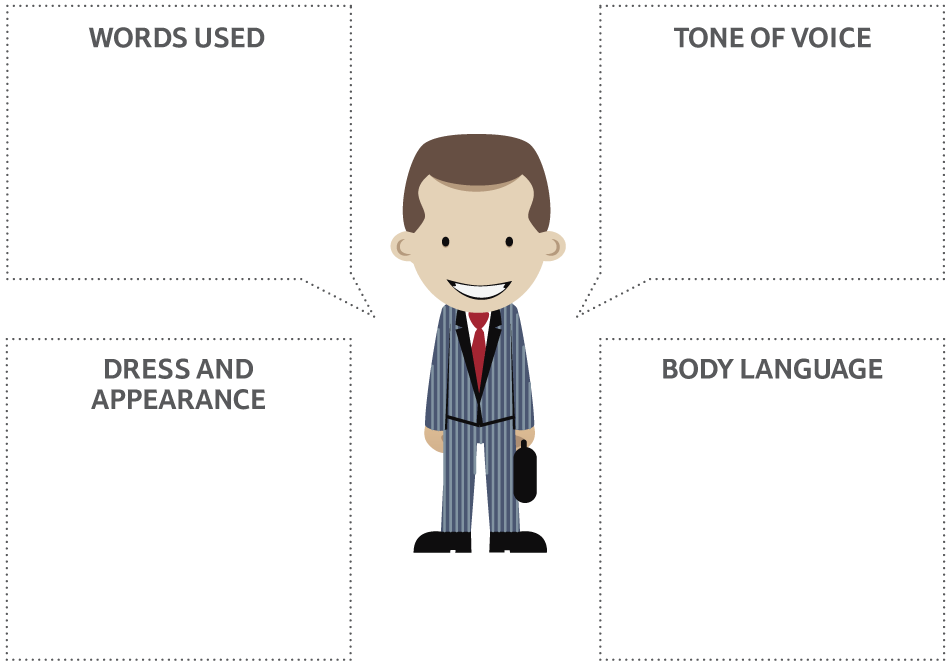 WORDS USED
TONE OF VOICE
DRESS AND
APPEARANCE
BODY LANGUAGE